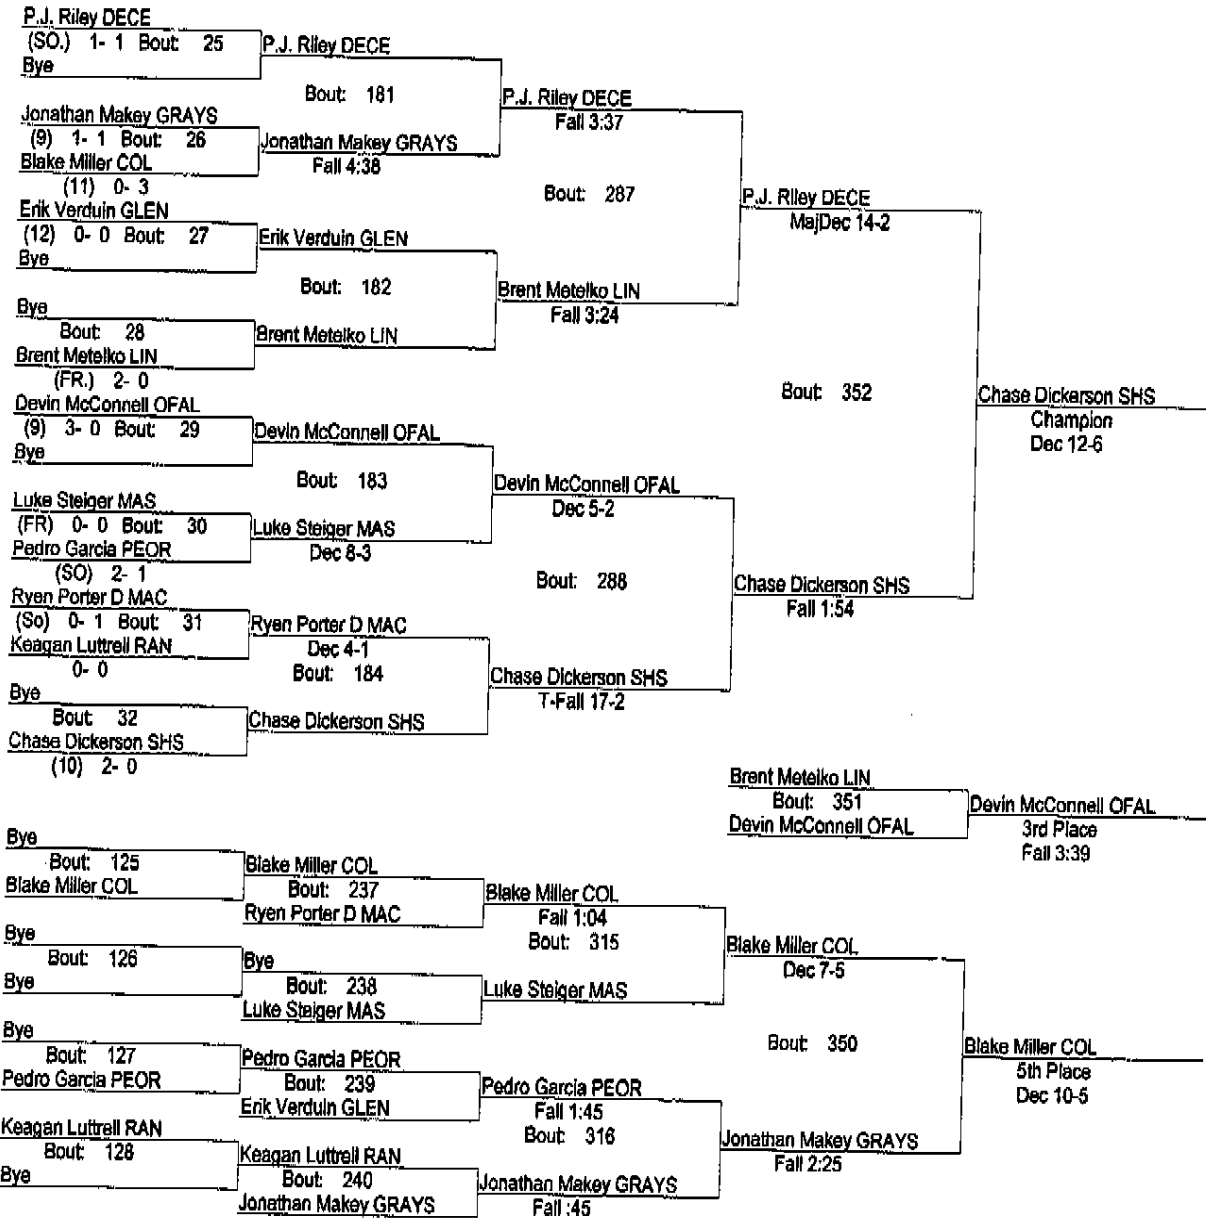 P.J. Riley DECE
(SO.) 1- 1 Bout: 25
Bye
P.J. Riley DECE
Bout: 181
Jonathan Makey GRAYS
(9) 1- 1 Bout: 26
Blake Miller COL
(11) 0- 3
Jonathan Makey GRAYS
Fall 4:38
P.J. Riley DECE
Fall 3:37
Bout: 287
Erik Verduin GLEN
(12) 0- 0 Bout: 27
Bye
Erik Verduin GLEN
Bout: 182
Bye
Bout: 28
Brent Metelko LIN
(FR.) 2- 0
Brent Metelko LIN
Brent Metelko LIN
Fall 3:24
P.J. Riley DECE
MajDec 14-2
Bout: 352
Devin McConnell OFAL
(9) 3- 0 Bout: 29
Bye
Devin McConnell OFAL
Bout: 183
Luke Steiger MAS
(FR) 0- 0 Bout: 30
Pedro Garcia PEOR
(SO) 2- 1
Luke Steiger MAS
Dec 8-3
Devin McConnell OFAL
Dec 5-2
Bout: 288
Ryen Porter D MAC
(So) 0- 1 Bout: 31
Keagan Luttrell RAN
0- 0
Ryen Porter D MAC
Dec 4-1
Bout: 184
Bye
Bout: 32
Chase Dickerson SHS
(10) 2- 0
Chase Dickerson SHS
Chase Dickerson SHS
T-Fall 17-2
Chase Dickerson SHS
Fall 1:54
Chase Dickerson SHS
Champion
Dec 12-6
Brent Metelko LIN
Bout: 351
Devin McConnell OFAL
Devin McConnell OFAL
3rd Place
Fall 3:39
Bye
Bout: 125
Blake Miller COL
Blake Miller COL
Bout: 237
Ryen Porter D MAC
Blake Miller COL
Fall 1:04
Bout: 315
Bye
Bout: 126
Bye
Bye
Bout: 238
Luke Steiger MAS
Luke Steiger MAS
Blake Miller COL
Dec 7-5
Bout: 350
Bye
Bout: 127
Pedro Garcia PEOR
Pedro Garcia PEOR
Bout: 239
Erik Verduin GLEN
Pedro Garcia PEOR
Fall 1:45
Bout: 316
Keagan Luttrell RAN
Bout: 128
Bye
Keagan Luttrell RAN
Bout: 240
Jonathan Makey GRAYS
Jonathan Makey GRAYS
Fall :45
Jonathan Makey GRAYS
Fall 2:25
Blake Miller COL
5th Place
Dec 10-5